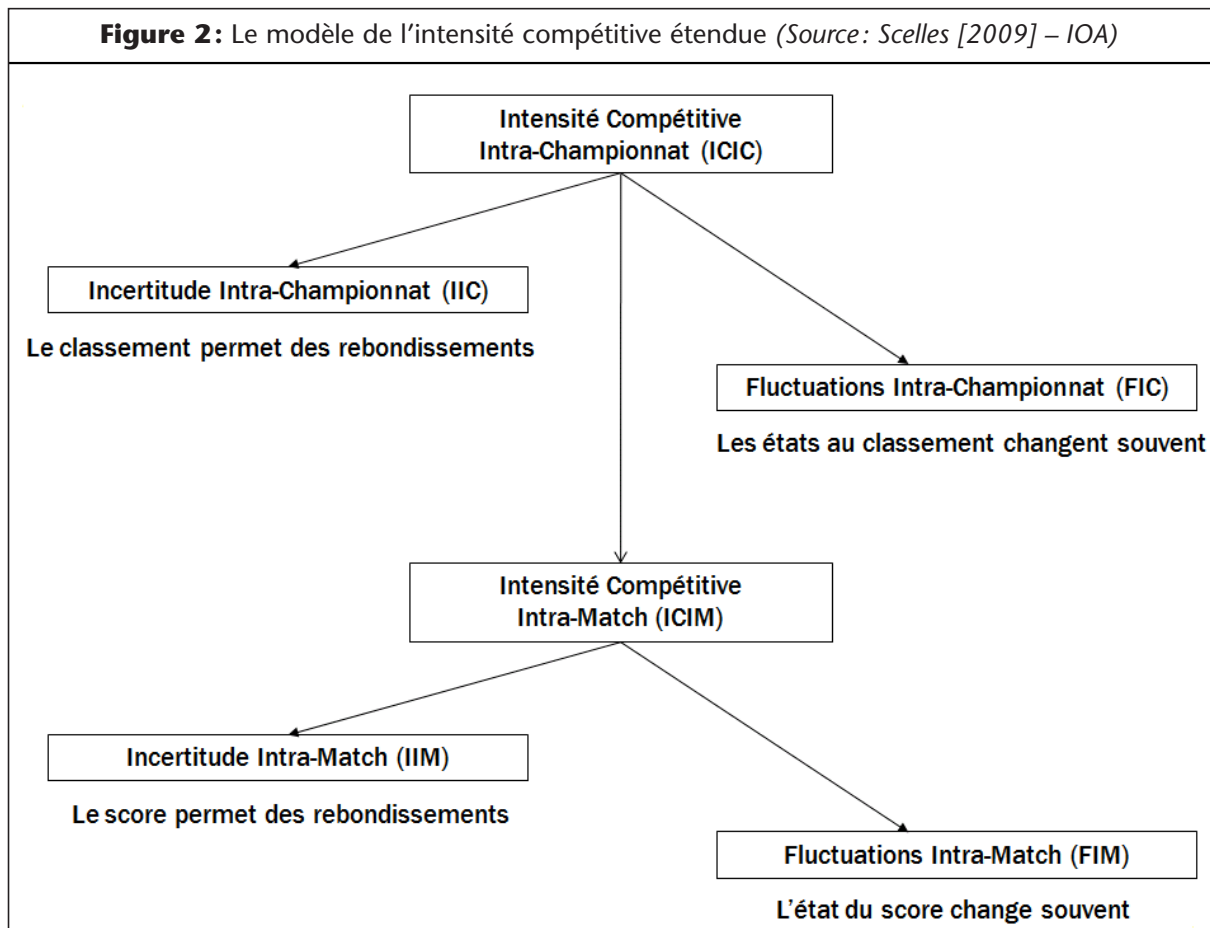 Figure 2 : Le modèle de l’intensité compétitive étendue (Source : Scelles [2009] – IOA)
Intensité Compétitive
Intra-Championnat (ICIC)
Incertitude Intra-Championnat (IIC)
Le classement permet des rebondissements
Fluctuations Intra-Championnat (FIC)
Les états au classement changent souvent
Intensité Compétitive
Intra-Match (ICIM)
Incertitude Intra-Match (IIM)
Le score permet des rebondissements
Fluctuations Intra-Match (FIM)
L'état du score change souvent